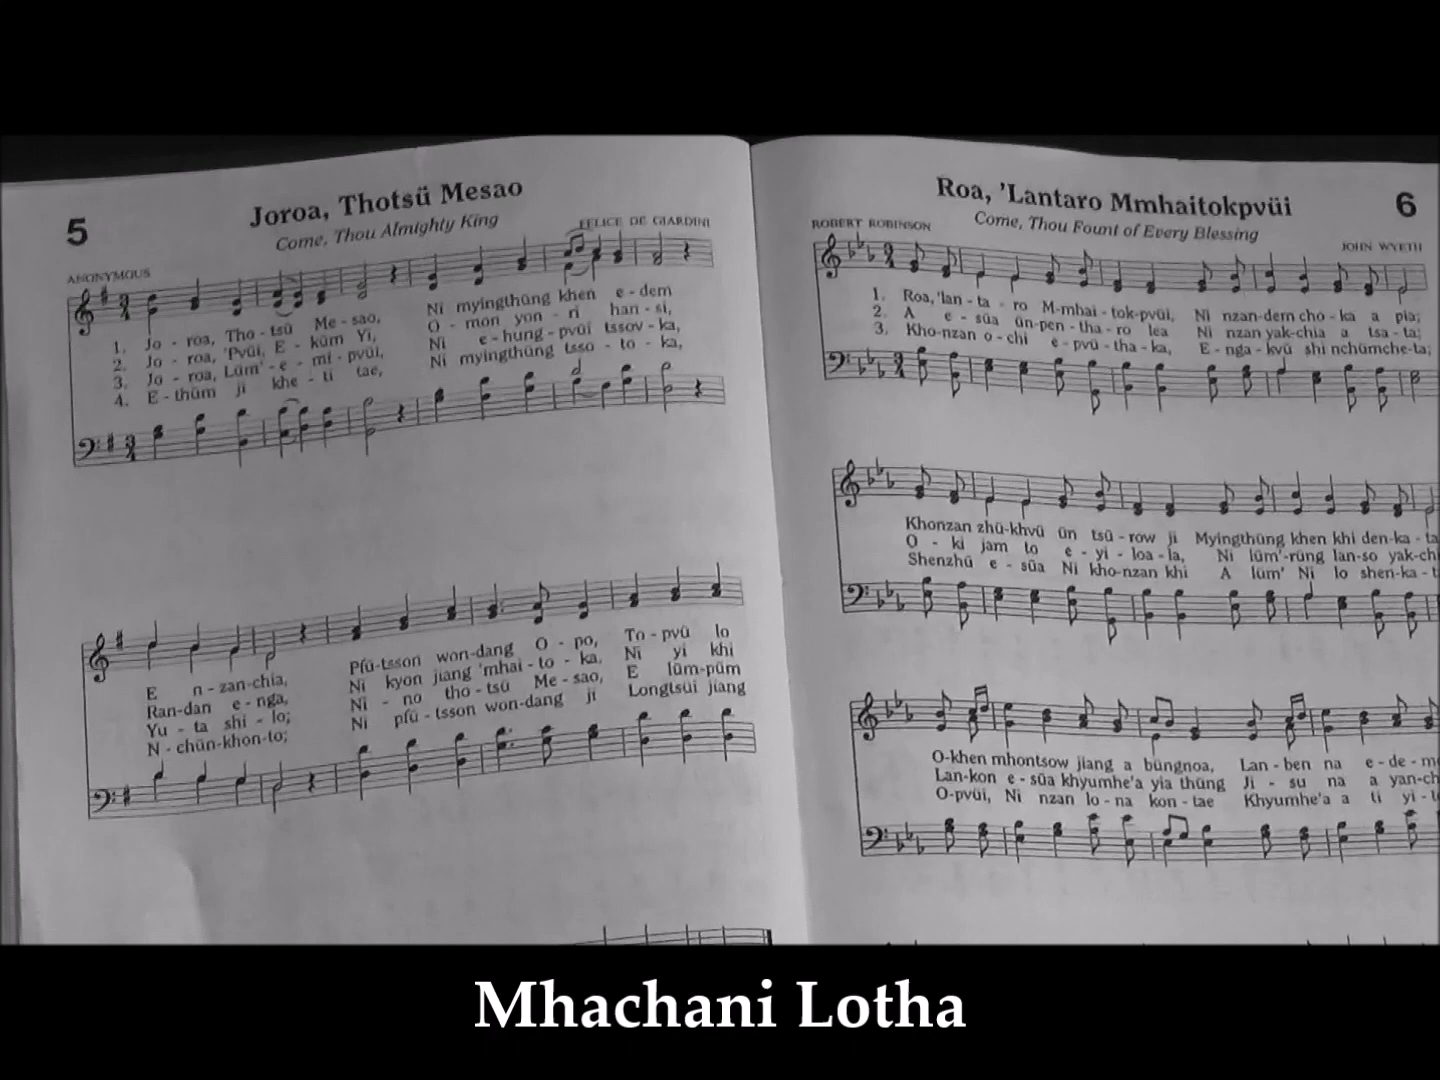 5
Joroa, Thotsü Mesao
Come, Thou Almighty King
ANONYMOUS
FELICE DE GIARDINI
1. Jo - roa, Tho - tsü Me - sao, Ni myingthüng khen e - dem
2. Jo - roa, 'Pvüi, E - küm Yi, O - mon yon - ri han - si,
3. Jo - roa, Lüm' - e - mi - pvüi, Ni e - hung - pvüi tssov - ka,
4. E - thüm ji khe - ti tae, Ni myingthüng tsso - to - ka,
E n - zan - chia, Pfü - tsson won - dang O - po, To - pvü lo
Ran - dan e - nga, Ni kyon jiang 'mhai - to - ka. Ni yi khi
Yu - ta shi - lo; Ni - no tho - tsü Me - sao, E lüm - püm
N - chün - khon - to; Ni pfü - tsson won - dang ji Longtsüi jiang
Roa, 'Lantaro Mmhaitokpvüi
6
Come, Thou Fount of Every Blessing
ROBERT ROBINSON
JOHN WYETH
1. Roa, 'lan - ta - ro M - mhai - tok - pvüi, Ni nzan - dem cho - ka a pia;
2. A e - süa ün - pen - tha - ro lea Ni nzan yak - chia a tsa - ta;
3. Kho - nzan o - chi e - pvü - tha - ka, E - nga - kvü shi nchümche - ta;
Khonzan zhü - khvü ün tsü - row ji Myingthüng khen khi den - ka - ta
O - ki jam to e - yi - loa - la, Ni lüm' - rüng lan - so yak - ch
Shenzhü e - süa Ni kho - nzan khi A lüm' Ni lo shen - ka - t
O - khen mhontsow jiang a büngnoa, Lan - ben na e - de - m
Lan - kon e - süa khyumhe'a yia thüng Ji - su na a yan - ch
O - pvüi, Ni nzan lo - na kon - tae Khyumhe'a a ti yi - t
Mhachani Lotha